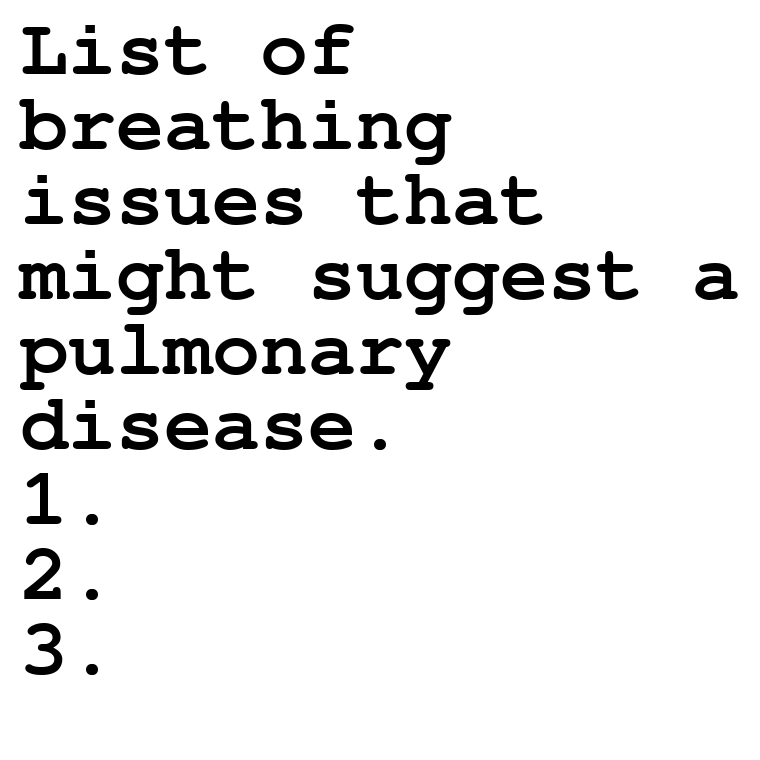 List of
breathing
issues that
might suggest a
pulmonary
disease.
1.
2.
3.